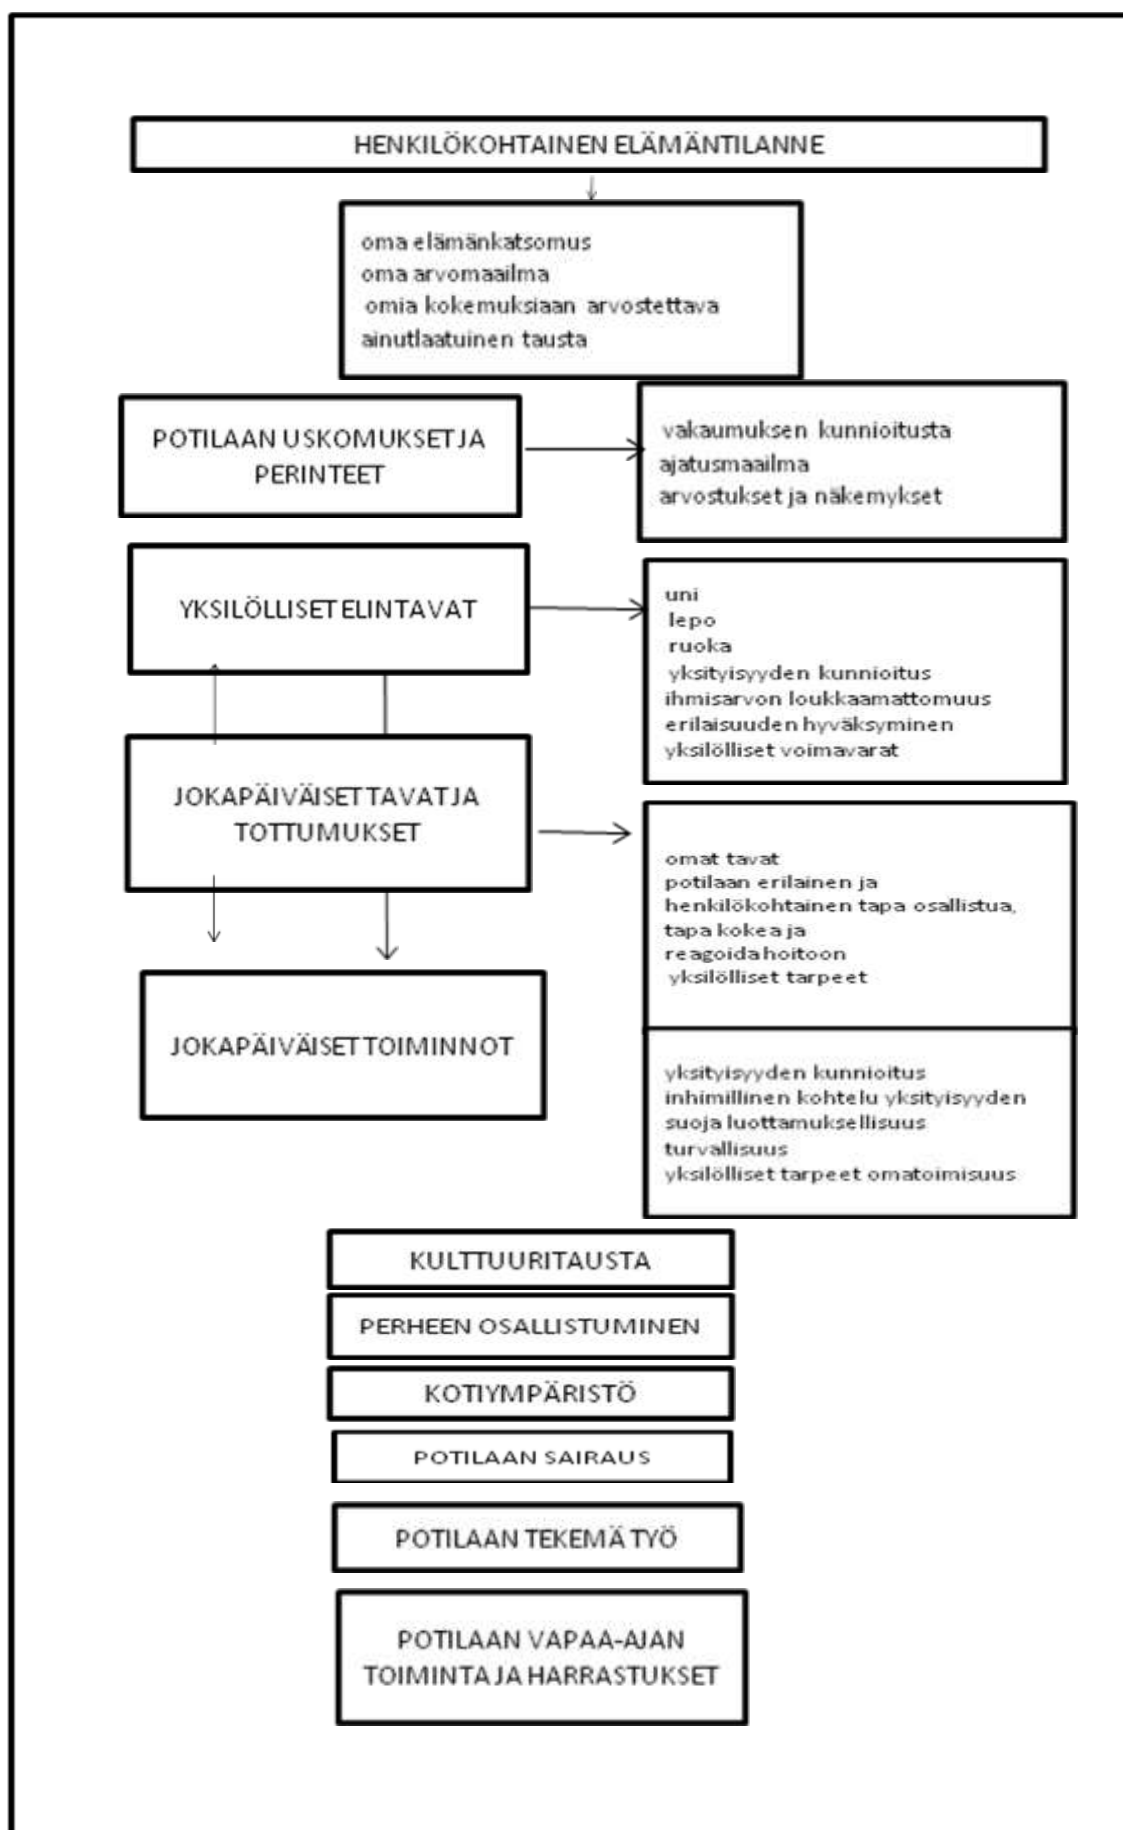 HENKILÖKOHTAINEN ELÄMÄNTILANNE
oma elämänkatsomus
oma arvomaailma
omia kokemuksiaan arvostettava
ainutlaatuinen tausta
POTILAAN USKOMUKSET JA
PERINTEET
vakaumuksen kunnioitusta
ajatusmaailma
arvostukset ja näkemykset
YKSILÖLLISET ELINTAVAT
uni
lepo
ruoka
yksityisyyden kunnioitus
ihmisarvon loukkaamattomuus
erilaisuuden hyväksyminen
yksilölliset voimavarat
JOKAPÄIVÄISET TAVAT JA
TOTTUMUKSET
omat tavat
potilaan erilainen ja
henkilökohtainen tapa osallistua,
tapa kokea ja
reagoida hoitoon
yksilölliset tarpeet
JOKAPÄIVÄISET TOIMINNOT
yksityisyyden kunnioitus
inhimillinen kohtelu yksityisyyden
suoja luottamuksellisuus
turvallisuus
yksilölliset tarpeet omatoimisuus
KULTTUURITAUSTA
PERHEEN OSALLISTUMINEN
KOTIYMPÄRISTÖ
POTILAAN SAIRAUS
POTILAAN TEKEMÄ TYÖ
POTILAAN VAPAA-AJAN
TOIMINTA JA HARRASTUKSET